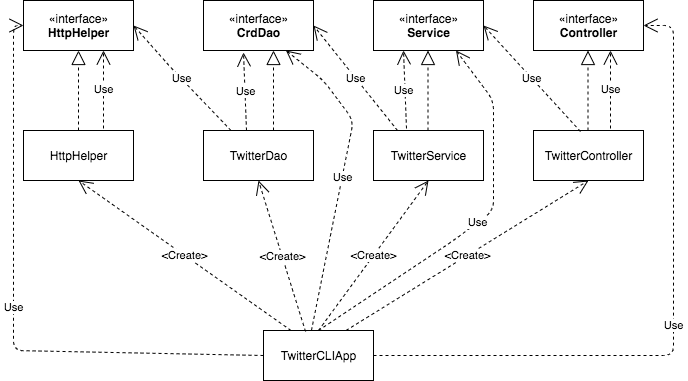 «interface»
HttpHelper
«interface»
CrdDao
«interface»
Service
«interface»
Controller
Use
Use
Use
Use
Use
Use
Use
HttpHelper
TwitterDao
TwitterService
TwitterController
Use
Use
<Create>
<Create>
<Create>
<Create>
Use
Use
TwitterCLIApp